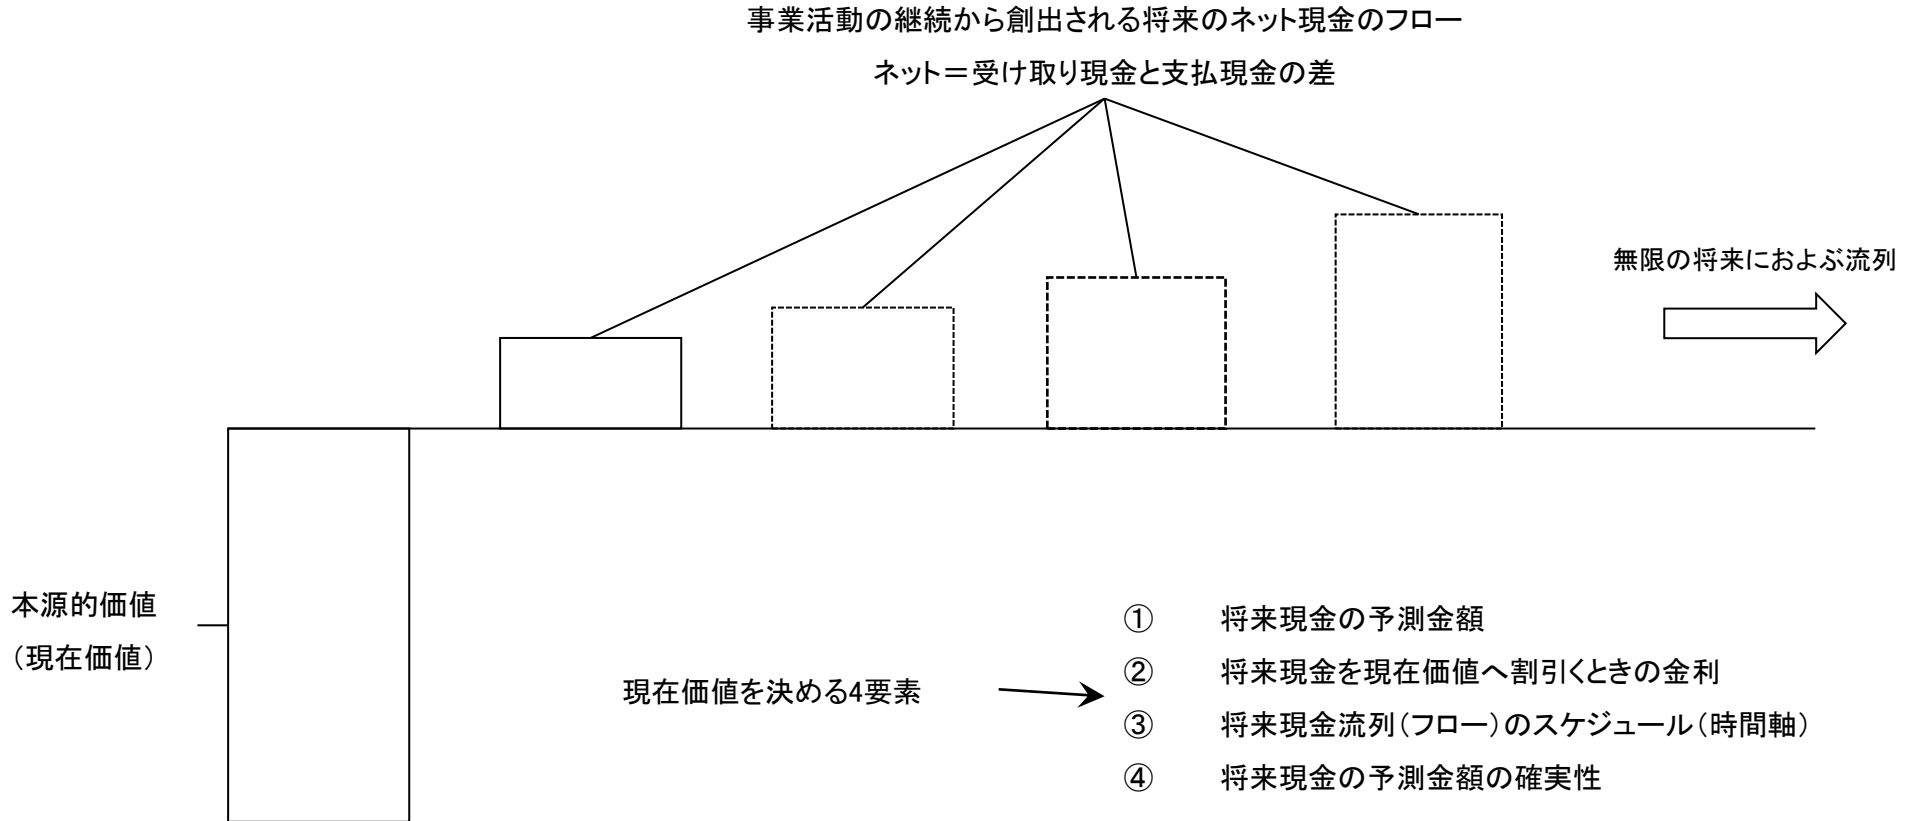 事業活動の継続から創出される将来のネット現金のフロー
ネット＝受け取り現金と支払現金の差
無限の将来におよぶ流列
本源的価値
（現在価値）
現在価値を決める4要素
① 将来現金の予測金額
② 将来現金を現在価値へ割引くときの金利
③ 将来現金流列（フロー）のスケジュール（時間軸）
④ 将来現金の予測金額の確実性